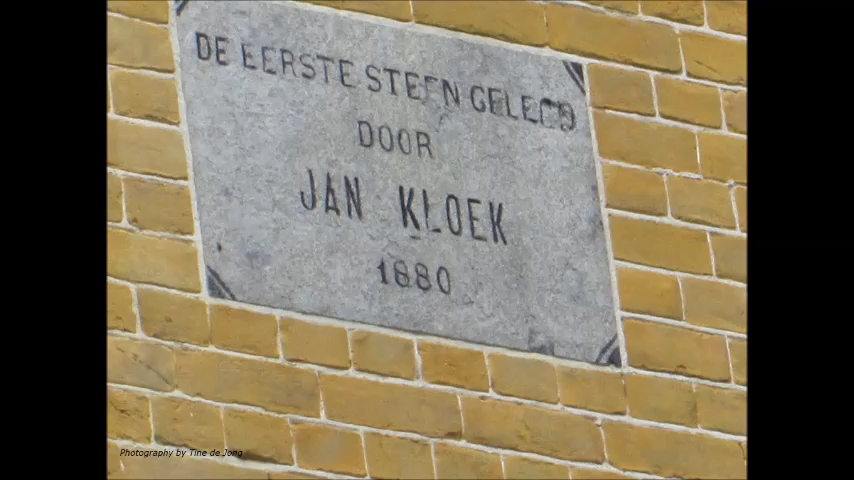 DE EERSTE STEEN GELEGD
DOOR
JAN KLOEK
1880
Photography by Tine de Jong